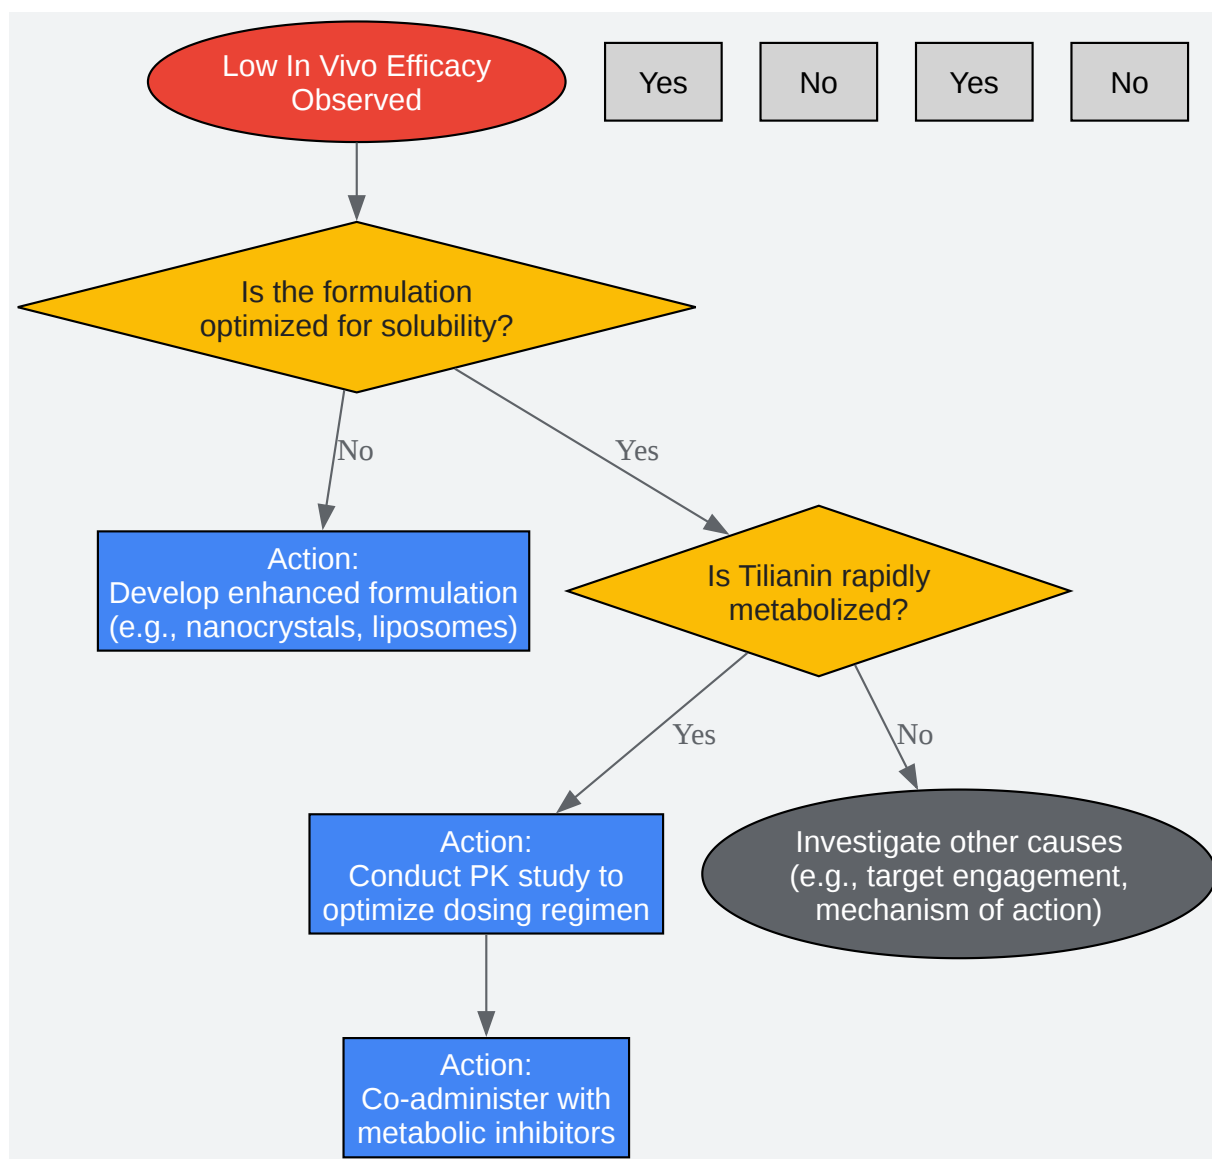 Low In Vivo Efficacy
Observed
Yes
No
Yes
No
Is the formulation
optimized for solubility?
No
Yes
Action:
Develop enhanced formulation
(e.g., nanocrystals, liposomes)
Is Tilianin rapidly
metabolized?
Yes
No
Action:
Conduct PK study to
optimize dosing regimen
Investigate other causes
(e.g., target engagement,
mechanism of action)
Action:
Co-administer with
metabolic inhibitors